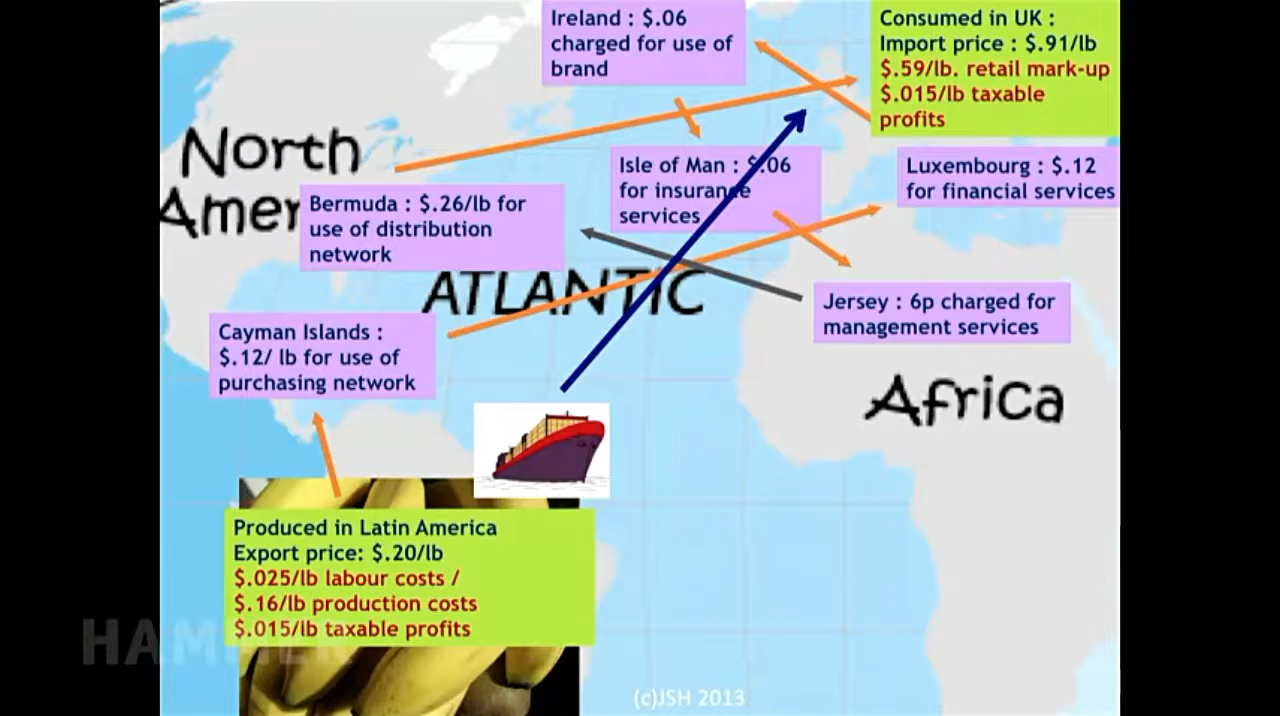 Ireland : $.06
charged for use of
brand
Consumed in UK :
Import price : $.91/lb
$.59/lb. retail mark-up
$.015/lb taxable
profits
North
Amer
Isle of Man : $.06
for insurance
services
Luxembourg : $.12
for financial services
Bermuda : $.26/lb for
use of distribution
network
ATLANTIC
Jersey : 6p charged for
management services
Cayman Islands :
$.12/ lb for use of
purchasing network
Africa
Produced in Latin America
Export price: $.20/lb
$.025/lb labour costs /
$.16/lb production costs
$.015/lb taxable profits
HAMMER
(c)JSH 2013